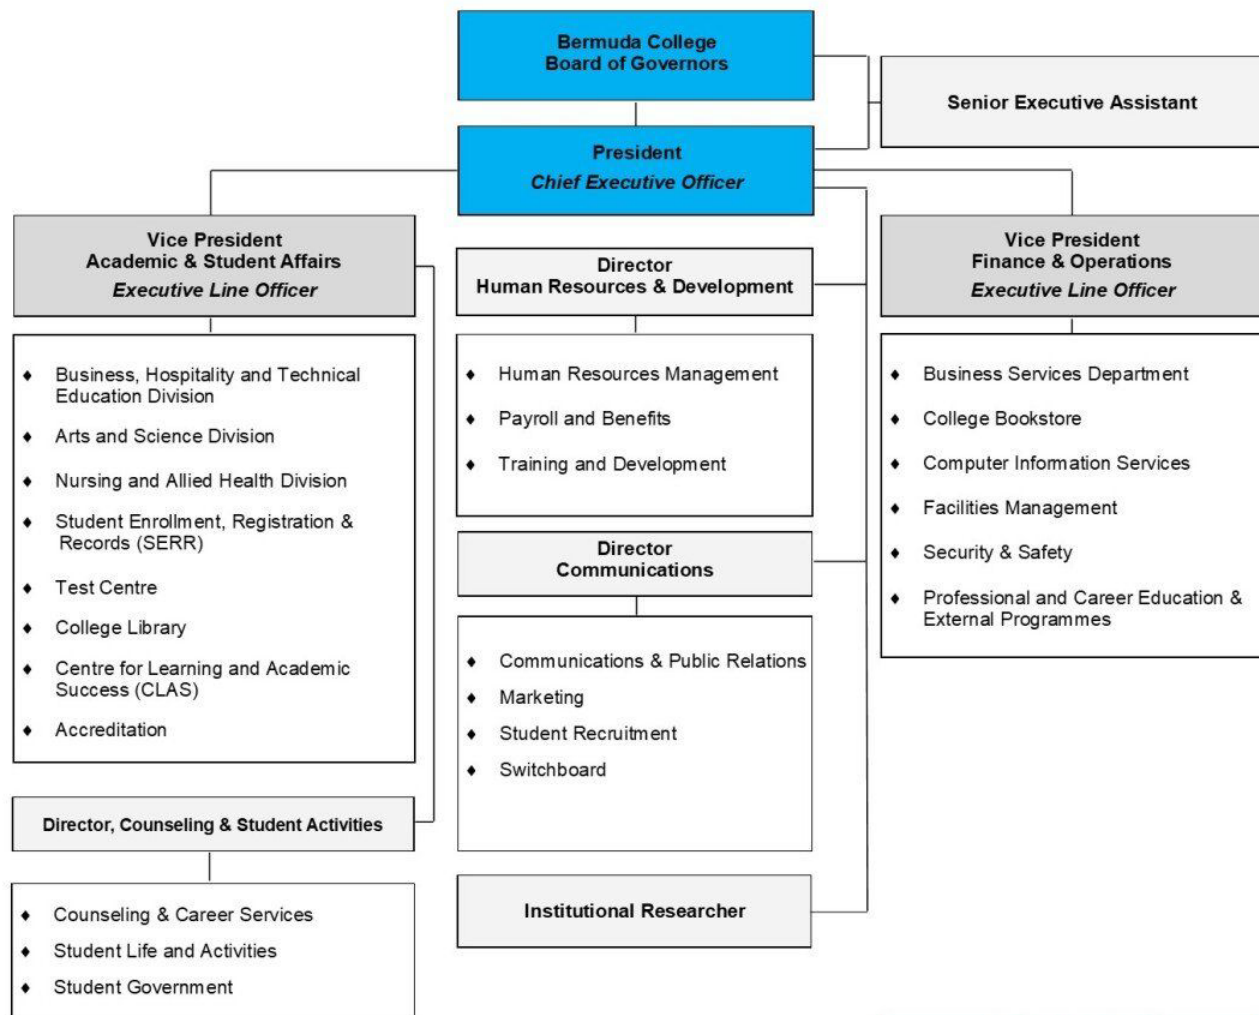 Bermuda College
Board of Governors
Senior Executive Assistant
President
Chief Executive Officer
Vice President
Academic & Student Affairs
Executive Line Officer
♦ Business, Hospitality and Technical
Education Division
♦ Arts and Science Division
♦ Nursing and Allied Health Division
♦ Student Enrollment, Registration &
Records (SERR)
♦ Test Centre
♦ College Library
♦ Centre for Learning and Academic
Success (CLAS)
♦ Accreditation
Director, Counseling & Student Activities
♦ Counseling & Career Services
♦ Student Life and Activities
♦ Student Government
Director
Human Resources & Development
♦ Human Resources Management
♦ Payroll and Benefits
♦ Training and Development
Director
Communications
♦ Communications & Public Relations
♦ Marketing
♦ Student Recruitment
♦ Switchboard
Institutional Researcher
Vice President
Finance & Operations
Executive Line Officer
♦ Business Services Department
♦ College Bookstore
♦ Computer Information Services
♦ Facilities Management
♦ Security & Safety
♦ Professional and Career Education &
External Programmes